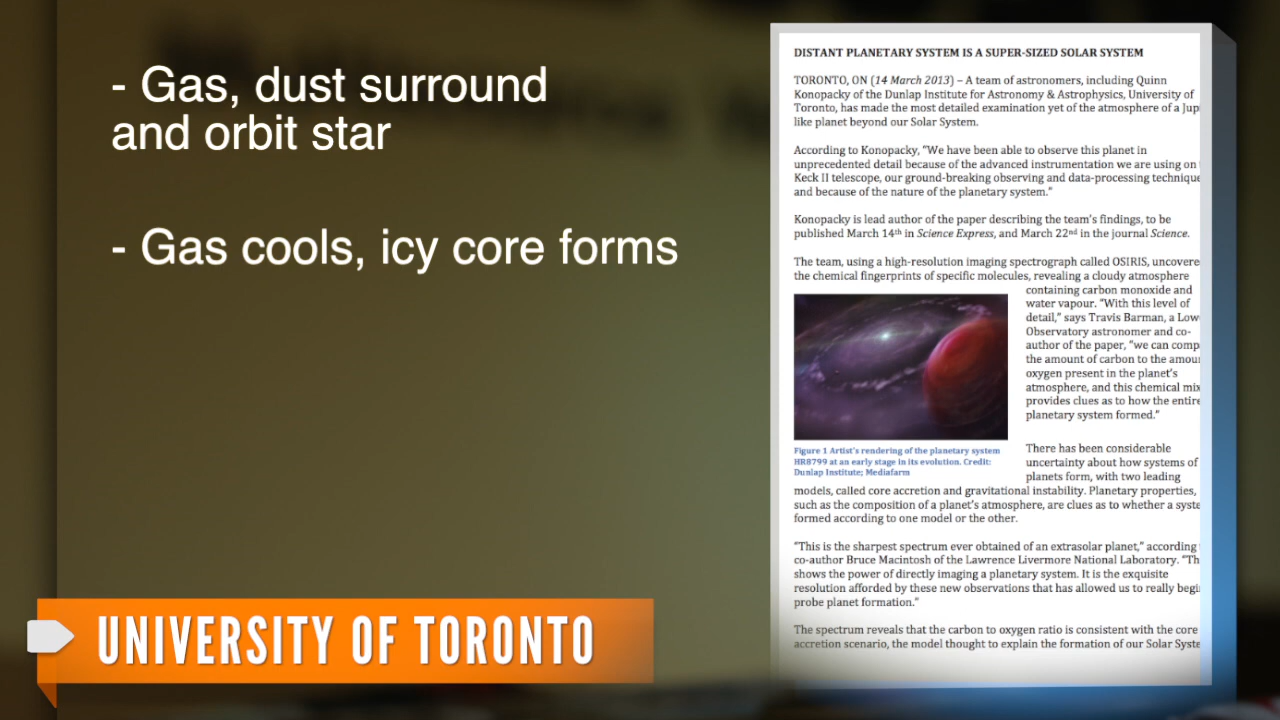 - Gas, dust surround
and orbit star
- Gas cools, icy core forms
UNIVERSITY OF TORONTO
DISTANT PLANETARY SYSTEM IS A SUPER-SIZED SOLAR SYSTEM
TORONTO, ON (14 March 2013) – A team of astronomers, including Quinn
Konopacky of the Dunlap Institute for Astronomy & Astrophysics, University of
Toronto, has made the most detailed examination yet of the atmosphere of a Jup
like planet beyond our Solar System.
According to Konopacky, "We have been able to observe this planet in
unprecedented detail because of the advanced instrumentation we are using on
Keck II telescope, our ground-breaking observing and data-processing technique
and because of the nature of the planetary system."
Konopacky is lead author of the paper describing the team's findings, to be
published March 14th in Science Express, and March 22nd in the journal Science.
The team, using a high-resolution imaging spectrograph called OSIRIS, uncovere
the chemical fingerprints of specific molecules, revealing a cloudy atmosphere
containing carbon monoxide and
water vapour. "With this level of
detail," says Travis Barman, a Low
Observatory astronomer and co-
author of the paper, "we can comp
the amount of carbon to the amour
oxygen present in the planet's
atmosphere, and this chemical mix
provides clues as to how the entire
planetary system formed."
Figure 1 Artist's rendering of the planetary system
HR8799 at an early stage in its evolution. Credit:
Dunlap Institute; Mediafarm
There has been considerable
uncertainty about how systems of
planets form, with two leading
models, called core accretion and gravitational instability. Planetary properties,
such as the composition of a planet's atmosphere, are clues as to whether a syste
formed according to one model or the other.
"This is the sharpest spectrum ever obtained of an extrasolar planet," according
co-author Bruce Macintosh of the Lawrence Livermore National Laboratory. "Th
shows the power of directly imaging a planetary system. It is the exquisite
resolution afforded by these new observations that has allowed us to really begi
probe planet formation."
The spectrum reveals that the carbon to oxygen ratio is consistent with the core
accretion scenario, the model thought to explain the formation of our Solar Syste